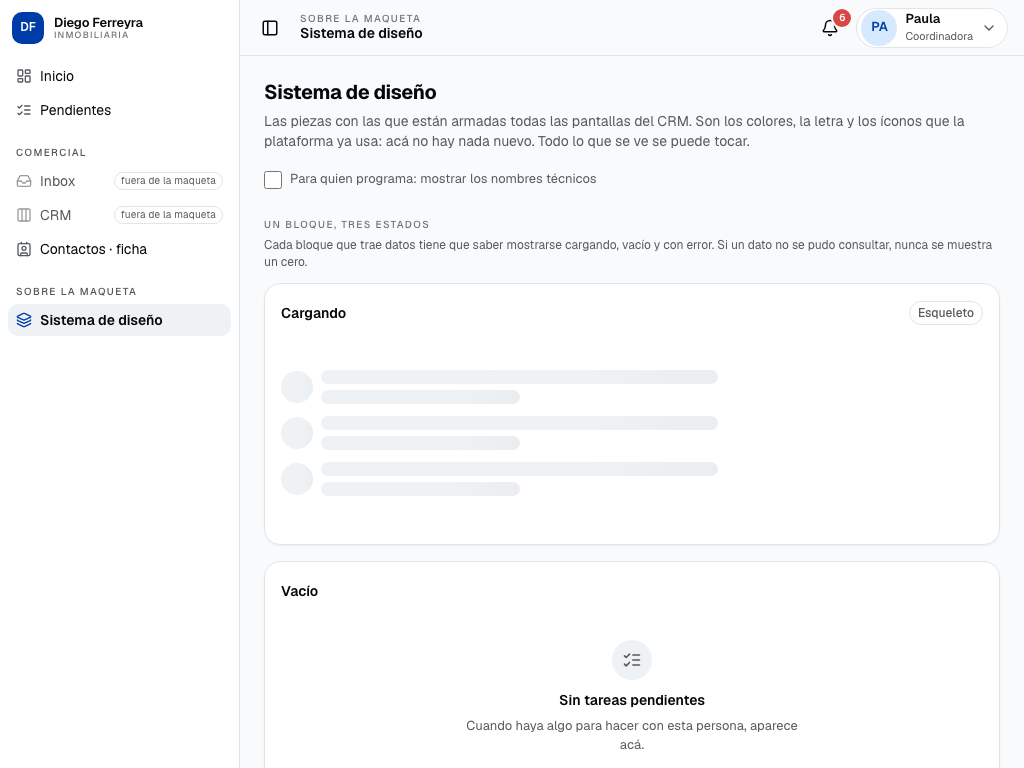 DF
Diego Ferreyra
INMOBILIARIA
Inicio
Pendientes
COMERCIAL
Inbox
fuera de la maqueta
CRM
fuera de la maqueta
Contactos · ficha
SOBRE LA MAQUETA
Sistema de diseño
SOBRE LA MAQUETA
Sistema de diseño
6
PA
Paula
Coordinadora
Sistema de diseño
Las piezas con las que están armadas todas las pantallas del CRM. Son los colores, la letra y los íconos que la
plataforma ya usa: acá no hay nada nuevo. Todo lo que se ve se puede tocar.
Para quien programa: mostrar los nombres técnicos
UN BLOQUE, TRES ESTADOS
Cada bloque que trae datos tiene que saber mostrarse cargando, vacío y con error. Si un dato no se pudo consultar, nunca se muestra
un cero.
Cargando
Esqueleto
Vacío
Sin tareas pendientes
Cuando haya algo para hacer con esta persona, aparece
acá.